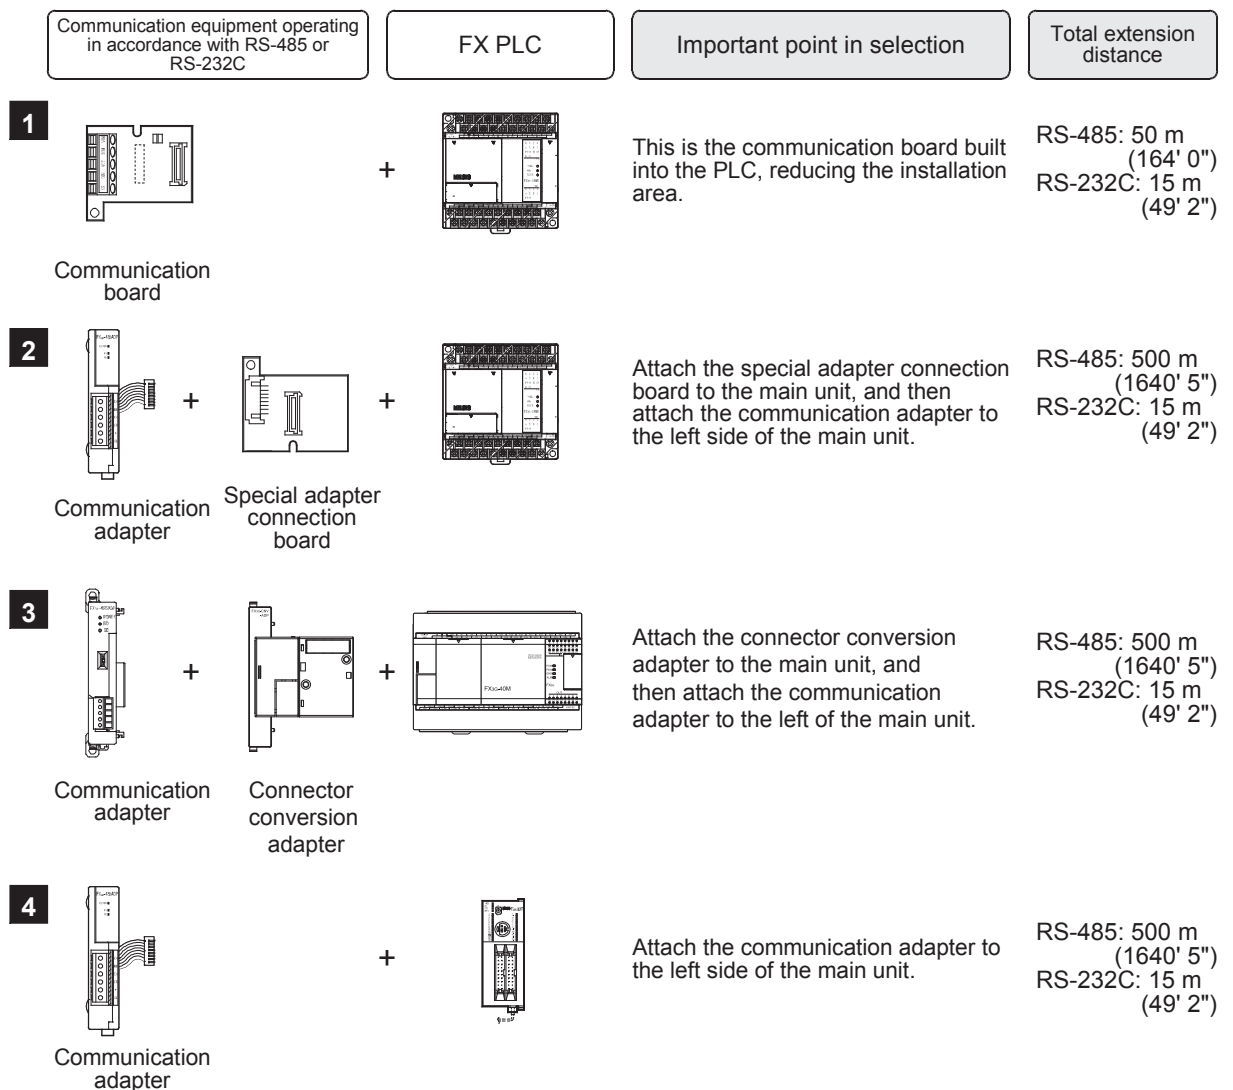 Communication equipment operating
in accordance with RS-485 or
RS-232C
FX PLC
Important point in selection
Total extension
distance
1
+
This is the communication board built
into the PLC, reducing the installation
area.
RS-485: 50 m
(164' 0")
RS-232C: 15 m
(49' 2")
Communication
board
2
+
+
Attach the special adapter connection
board to the main unit, and then
attach the communication adapter to
the left side of the main unit.
RS-485: 500 m
(1640' 5")
RS-232C: 15 m
(49' 2")
Communication
adapter
Special adapter
connection
board
3
+
+
FX3G-40M
Attach the connector conversion
adapter to the main unit, and
then attach the communication
adapter to the left of the main unit.
RS-485: 500 m
(1640' 5")
RS-232C: 15 m
(49' 2")
Communication
adapter
Connector
conversion
adapter
4
+
Attach the communication adapter to
the left side of the main unit.
RS-485: 500 m
(1640' 5")
RS-232C: 15 m
(49' 2")
Communication
adapter